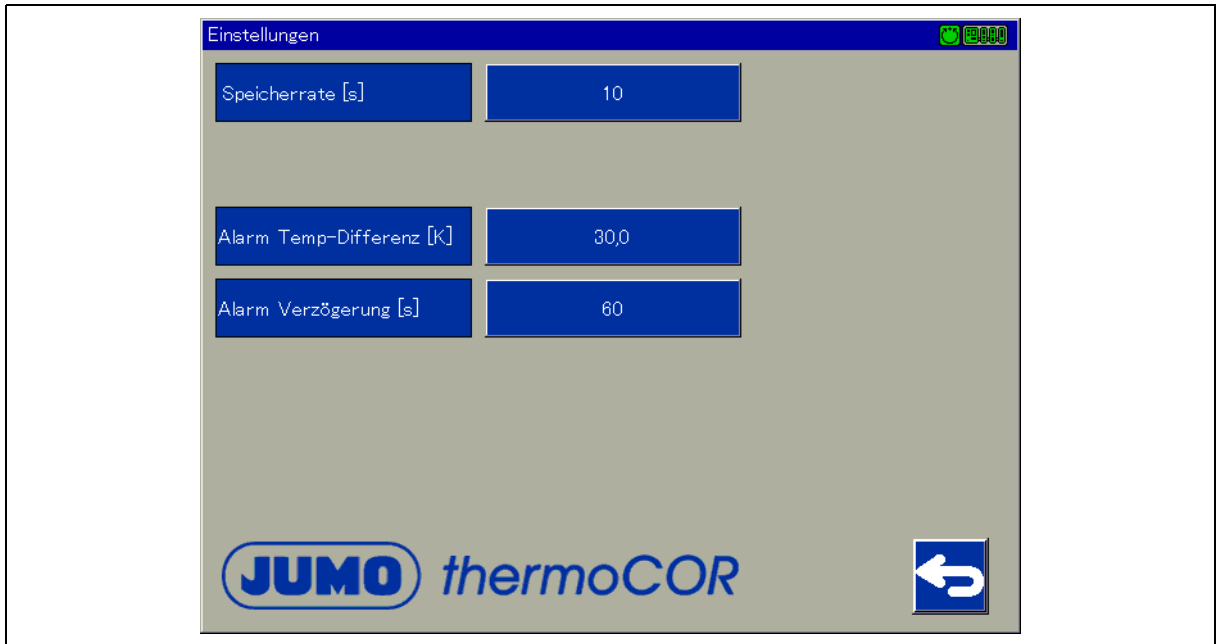 Einstellungen
Speicherrate [s] 10
Alarm Temp-Differenz [K] 30,0
Alarm Verzögerung [s] 60
JUMO thermoCOR